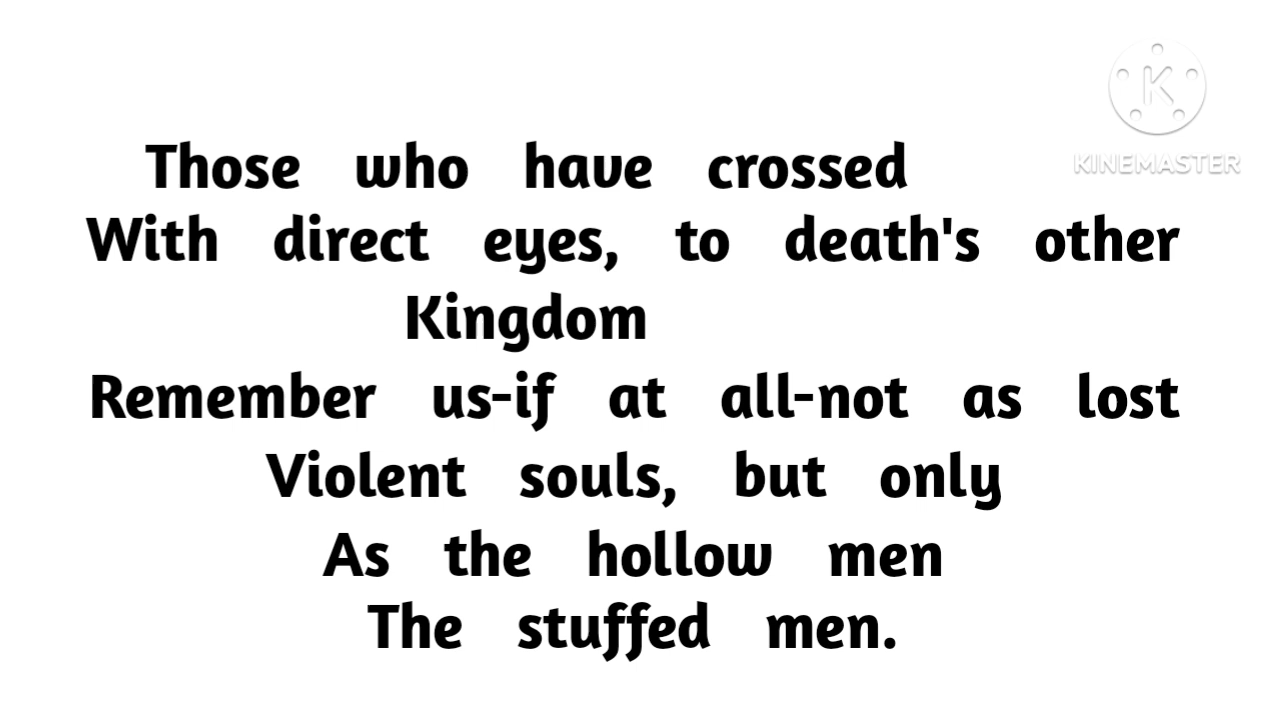 KINEMASTER
Those who have crossed
With direct eyes, to death's other
Kingdom
Remember us-if at all-not as lost
Violent souls, but only
As the hollow men
The stuffed men.